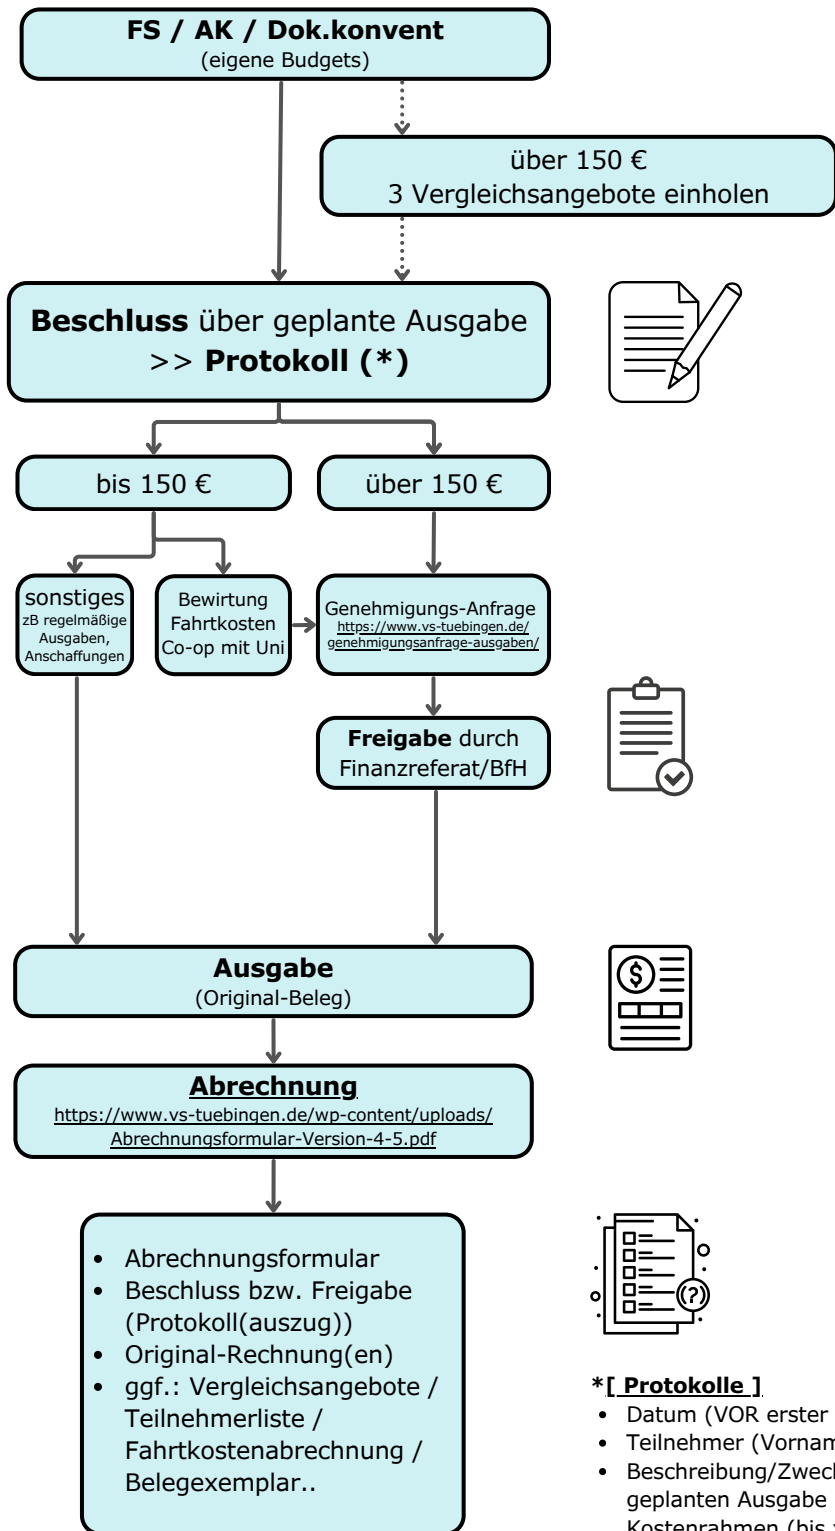 FS / AK / Dok.konvent
(eigene Budgets)
über 150 €
3 Vergleichsangebote einholen
Beschluss über geplante Ausgabe
>> Protokoll (*)
bis 150 €
über 150 €
sonstiges
zB regelmäßige
Ausgaben,
Anschaffungen
Bewirtung
Fahrtkosten
Co-op mit Uni
Genehmigungs-Anfrage
https://www.vs-tuebingen.de/
genehmigungsanfrage-ausgaben/
Freigabe durch
Finanzreferat/BfH
Ausgabe
(Original-Beleg)
$
Abrechnung
https://www.vs-tuebingen.de/wp-content/uploads/
Abrechnungsformular-Version-4-5.pdf
• Abrechnungsformular
• Beschluss bzw. Freigabe
(Protokoll(auszug))
• Original-Rechnung(en)
• ggf.: Vergleichsangebote /
Teilnehmerliste /
Fahrtkostenabrechnung /
Belegexemplar..
(?)
*[ Protokolle ]
• Datum (VOR erster
• Teilnehmer
• Beschreibung/Zweck
geplanten Ausgabe
Kostenrahmen (bis